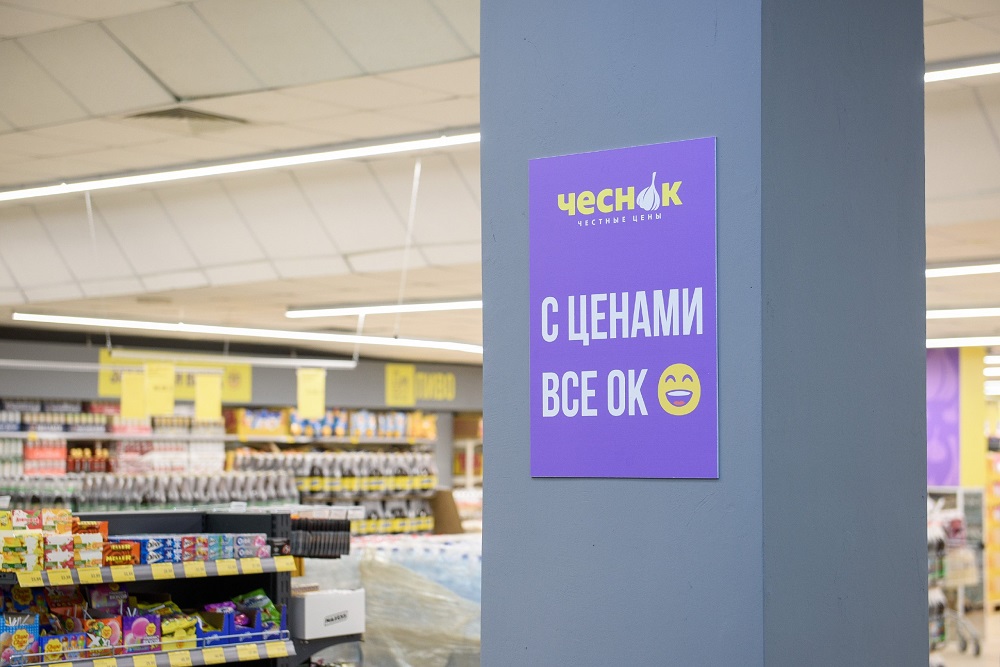 чеснок
ЧЕСТНЫЕ ЦЕНЫ
С ЦЕНАМИ
ВСЕ ОК
ПИВО